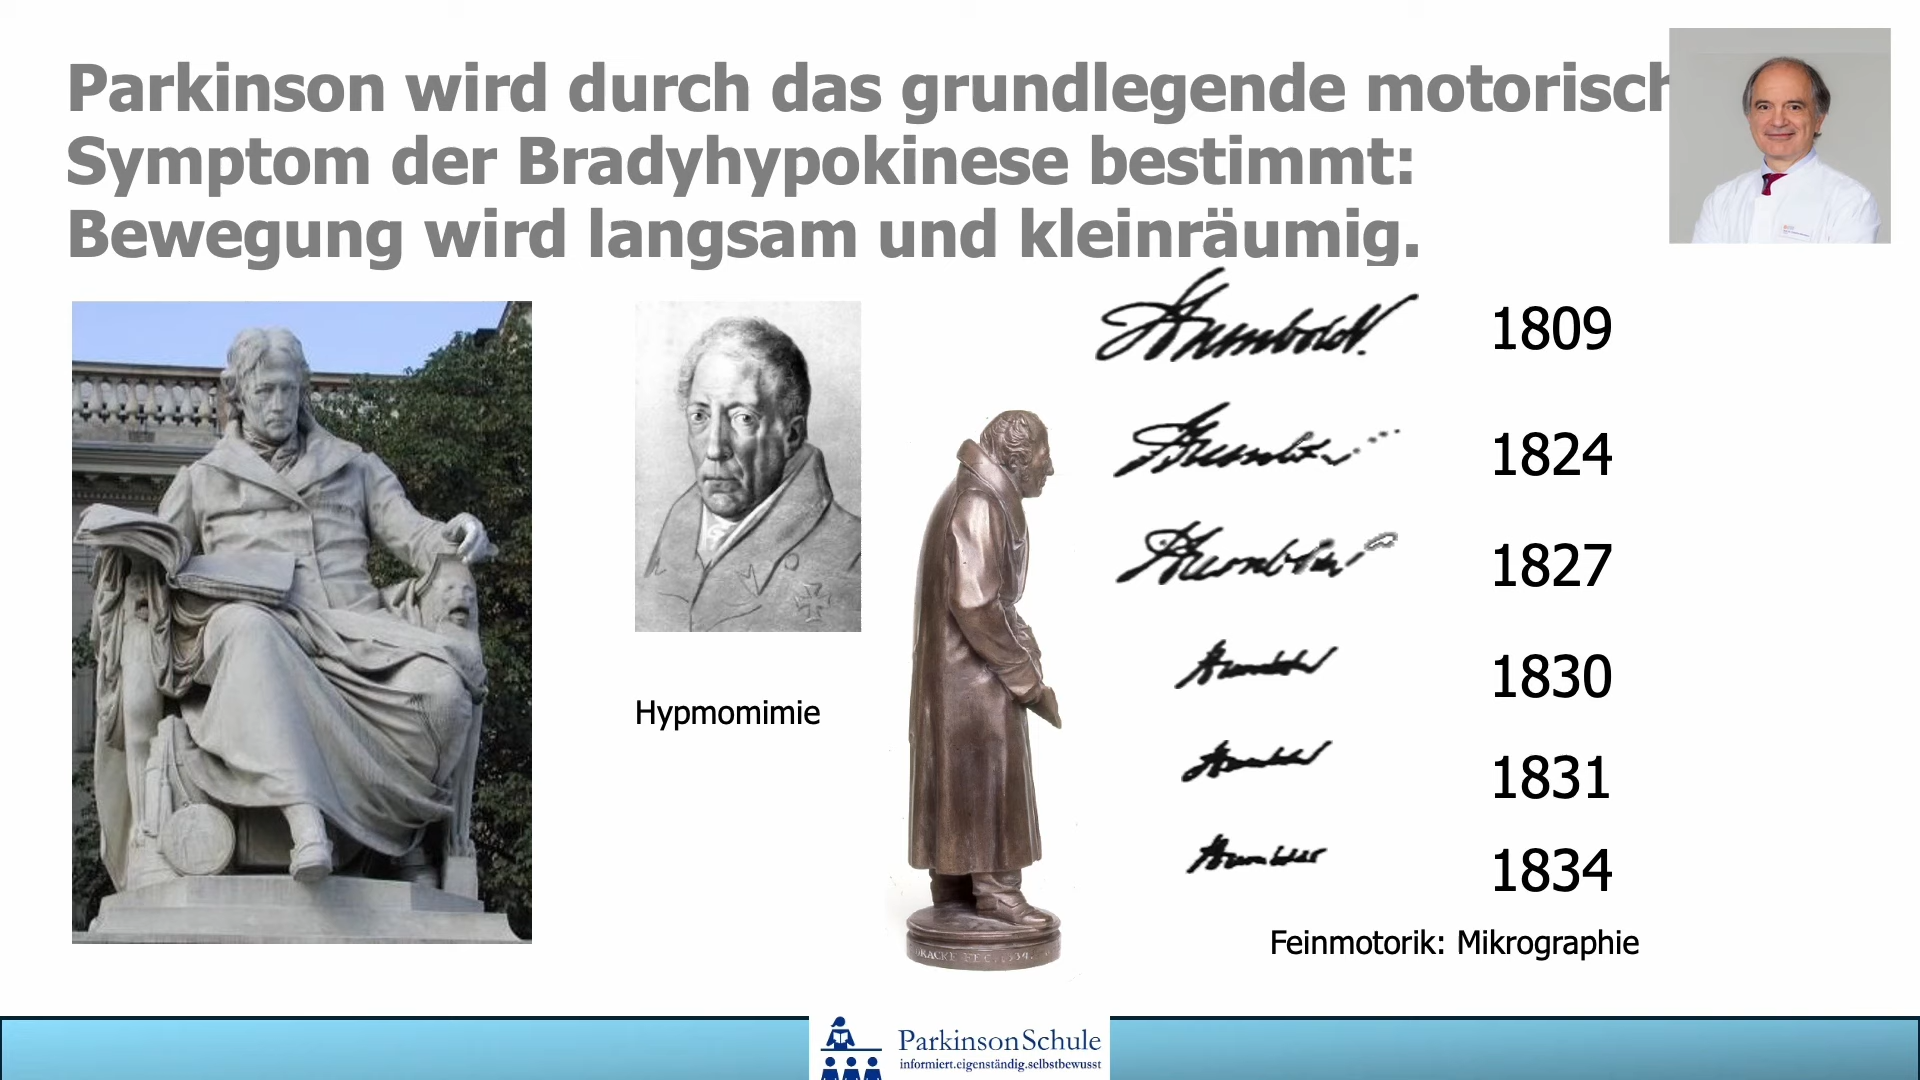 Parkinson wird durch das grundlegende motorisch
Symptom der Bradyhypokinese bestimmt:
Bewegung wird langsam und kleinräumig.
Humboldt.
1809
1824
1827
1830
1831
1834
Hypmomimie
Feinmotorik: Mikrographie
ParkinsonSchule
informiert.eigenständig.selbstbewusst